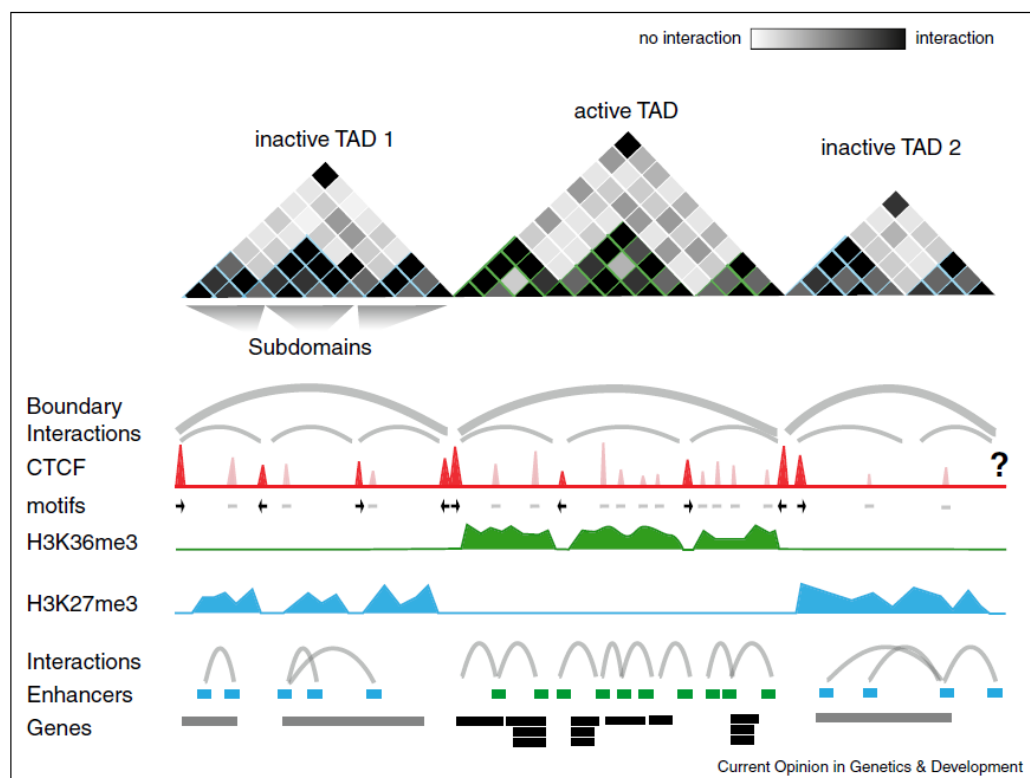 no interaction interaction
active TAD
inactive TAD 1
inactive TAD 2
Subdomains
Boundary
Interactions
CTCF
?
motifs
H3K36me3
H3K27me3
Interactions
Enhancers
Genes
Current Opinion in Genetics & Development